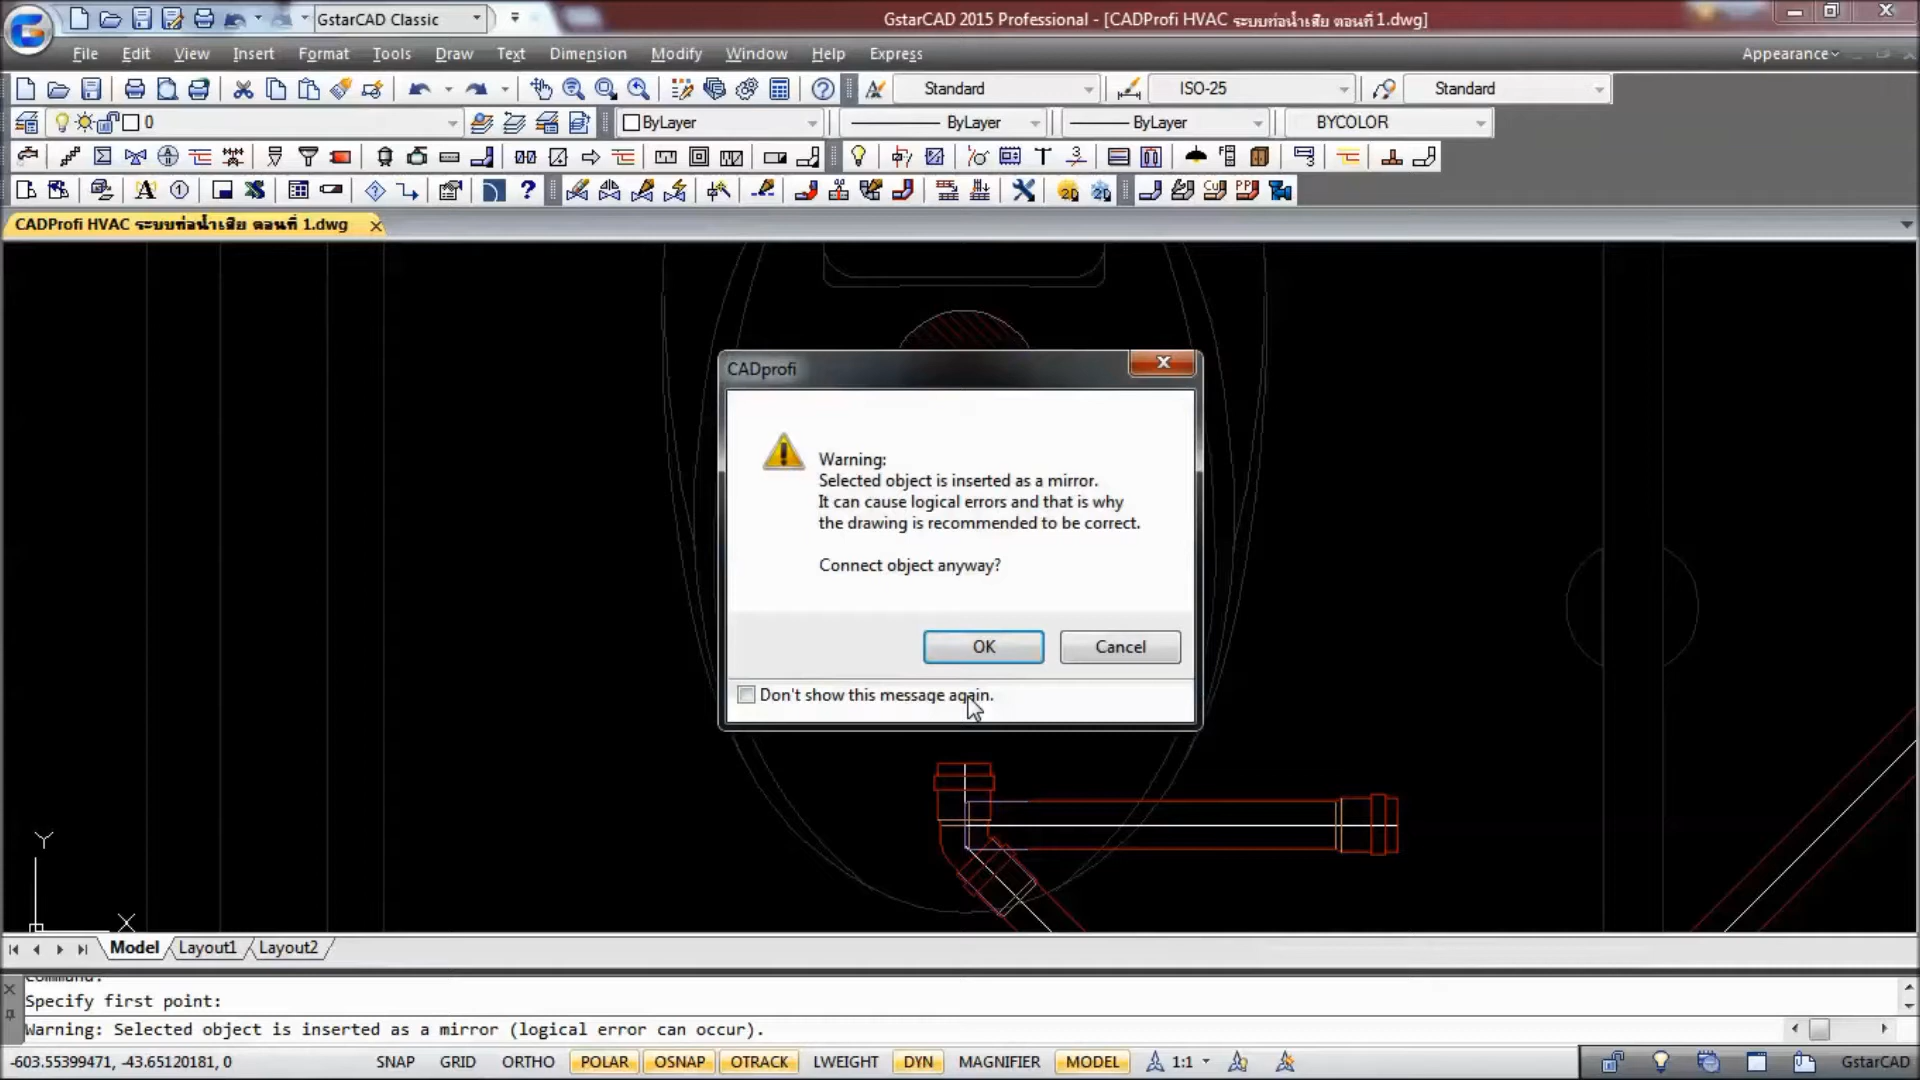 GstarCAD Classic
GstarCAD 2015 Professional - [CADProfi HVAC ระบบท่อน้ำเสีย ตอนที่ 1.dwg]
File Edit View Insert Format Tools Draw Text Dimension Modify Window Help Express Appearance
Standard ISO-25 Standard
0 ByLayer ByLayer ByLayer BYCOLOR
CADProfi HVAC ระบบท่อน้ำเสีย ตอนที่ 1.dwg
CADprofi
Warning:
Selected object is inserted as a mirror.
It can cause logical errors and that is why
the drawing is recommended to be correct.
Connect object anyway?
OK Cancel
Don't show this message again.
Y
X
Model Layout1 Layout2
Command:
Specify first point:
Warning: Selected object is inserted as a mirror (logical error can occur).
-603.55399471, -43.65120181, 0 SNAP GRID ORTHO POLAR OSNAP OTRACK LWEIGHT DYN MAGNIFIER MODEL 1:1 GstarCAD